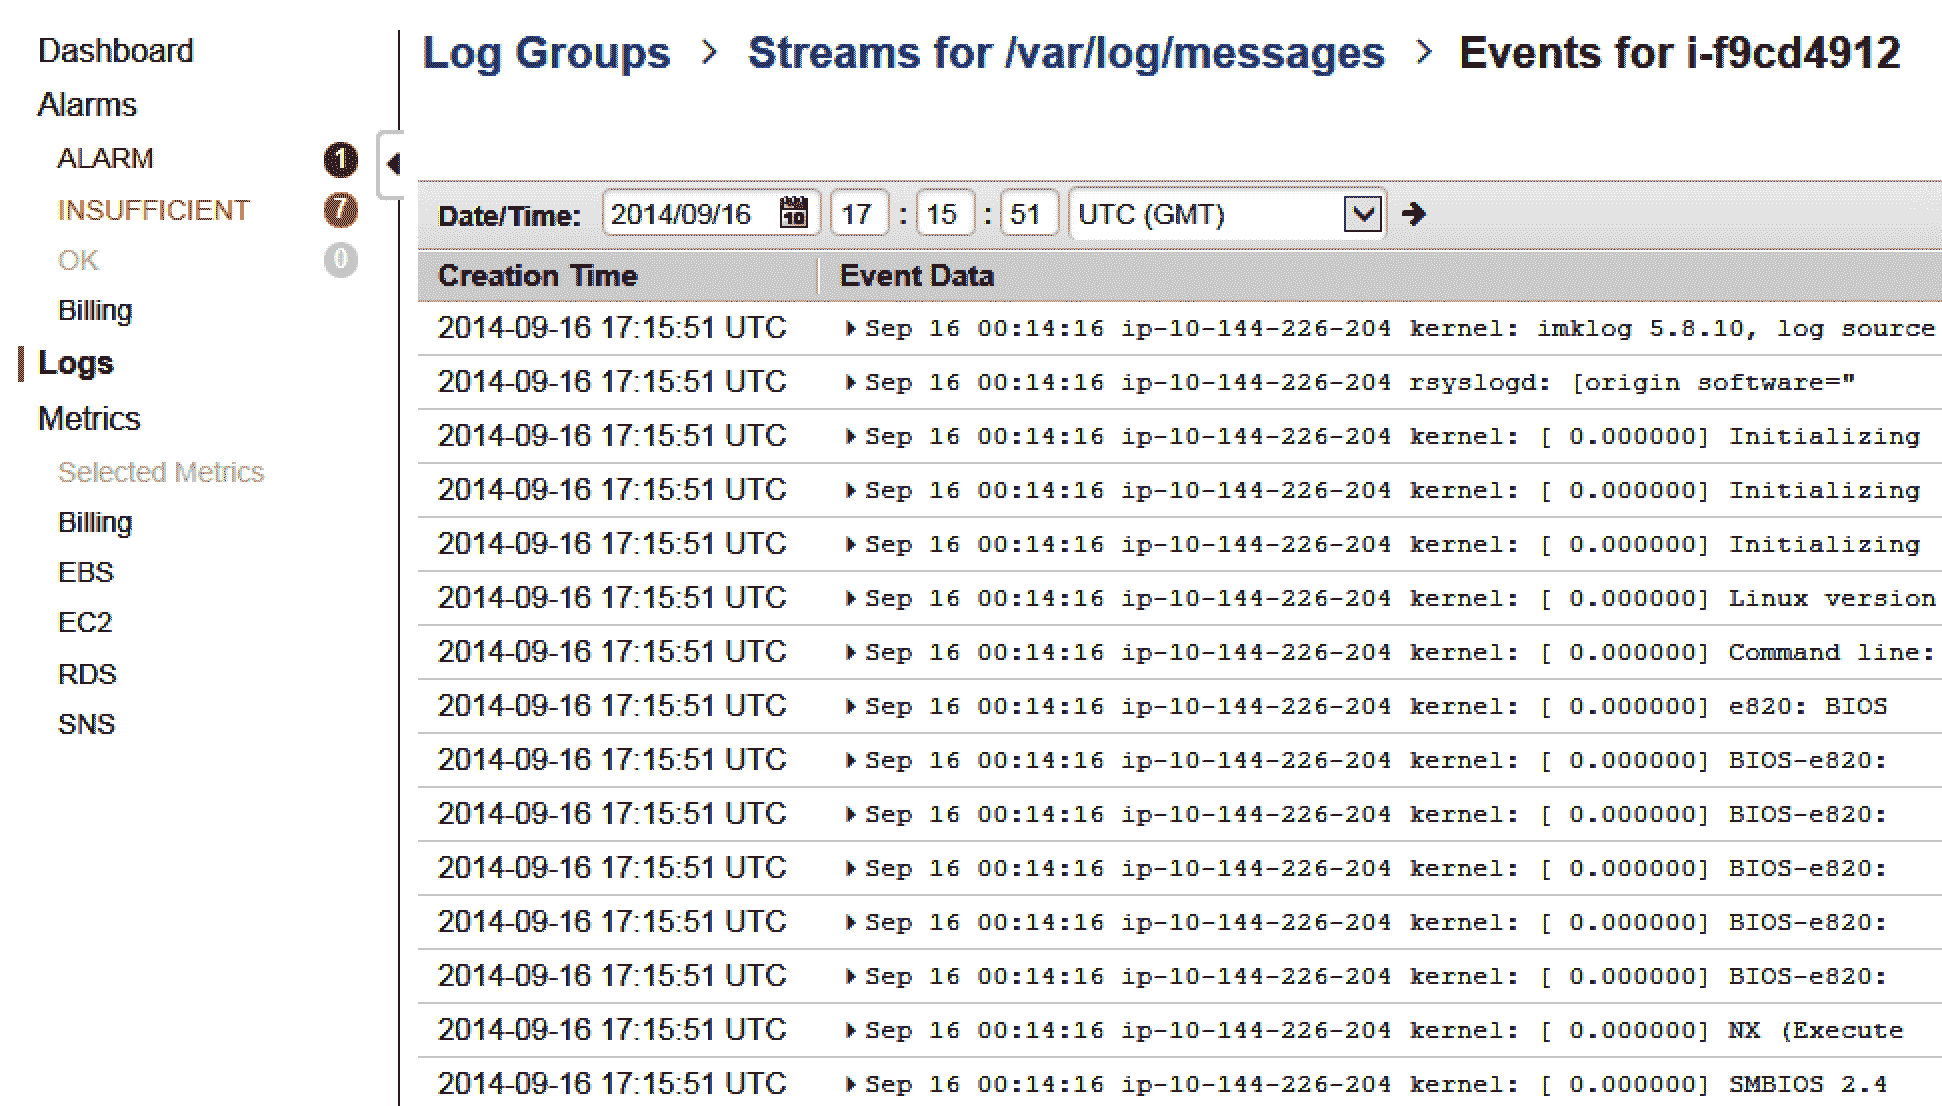 Dashboard
Alarms
ALARM 1
INSUFFICIENT 7
OK 0
Billing
Logs
Metrics
Selected Metrics
Billing
EBS
EC2
RDS
SNS
Log Groups > Streams for /var/log/messages > Events for i-f9cd4912
Date/Time: 2014/09/16 10 17 : 15 : 51 UTC (GMT)
Creation Time Event Data
2014-09-16 17:15:51 UTC Sep 16 00:14:16 ip-10-144-226-204 kernel: imklog 5.8.10, log source
2014-09-16 17:15:51 UTC Sep 16 00:14:16 ip-10-144-226-204 rsyslogd: [origin software="
2014-09-16 17:15:51 UTC Sep 16 00:14:16 ip-10-144-226-204 kernel: [ 0.000000] Initializing
2014-09-16 17:15:51 UTC Sep 16 00:14:16 ip-10-144-226-204 kernel: [ 0.000000] Initializing
2014-09-16 17:15:51 UTC Sep 16 00:14:16 ip-10-144-226-204 kernel: [ 0.000000] Initializing
2014-09-16 17:15:51 UTC Sep 16 00:14:16 ip-10-144-226-204 kernel: [ 0.000000] Linux version
2014-09-16 17:15:51 UTC Sep 16 00:14:16 ip-10-144-226-204 kernel: [ 0.000000] Command line:
2014-09-16 17:15:51 UTC Sep 16 00:14:16 ip-10-144-226-204 kernel: [ 0.000000] e820: BIOS
2014-09-16 17:15:51 UTC Sep 16 00:14:16 ip-10-144-226-204 kernel: [ 0.000000] BIOS-e820:
2014-09-16 17:15:51 UTC Sep 16 00:14:16 ip-10-144-226-204 kernel: [ 0.000000] BIOS-e820:
2014-09-16 17:15:51 UTC Sep 16 00:14:16 ip-10-144-226-204 kernel: [ 0.000000] BIOS-e820:
2014-09-16 17:15:51 UTC Sep 16 00:14:16 ip-10-144-226-204 kernel: [ 0.000000] BIOS-e820:
2014-09-16 17:15:51 UTC Sep 16 00:14:16 ip-10-144-226-204 kernel: [ 0.000000] BIOS-e820:
2014-09-16 17:15:51 UTC Sep 16 00:14:16 ip-10-144-226-204 kernel: [ 0.000000] NX (Execute
2014-09-16 17:15:51 UTC Sep 16 00:14:16 ip-10-144-226-204 kernel: [ 0.000000] SMBIOS 2.4